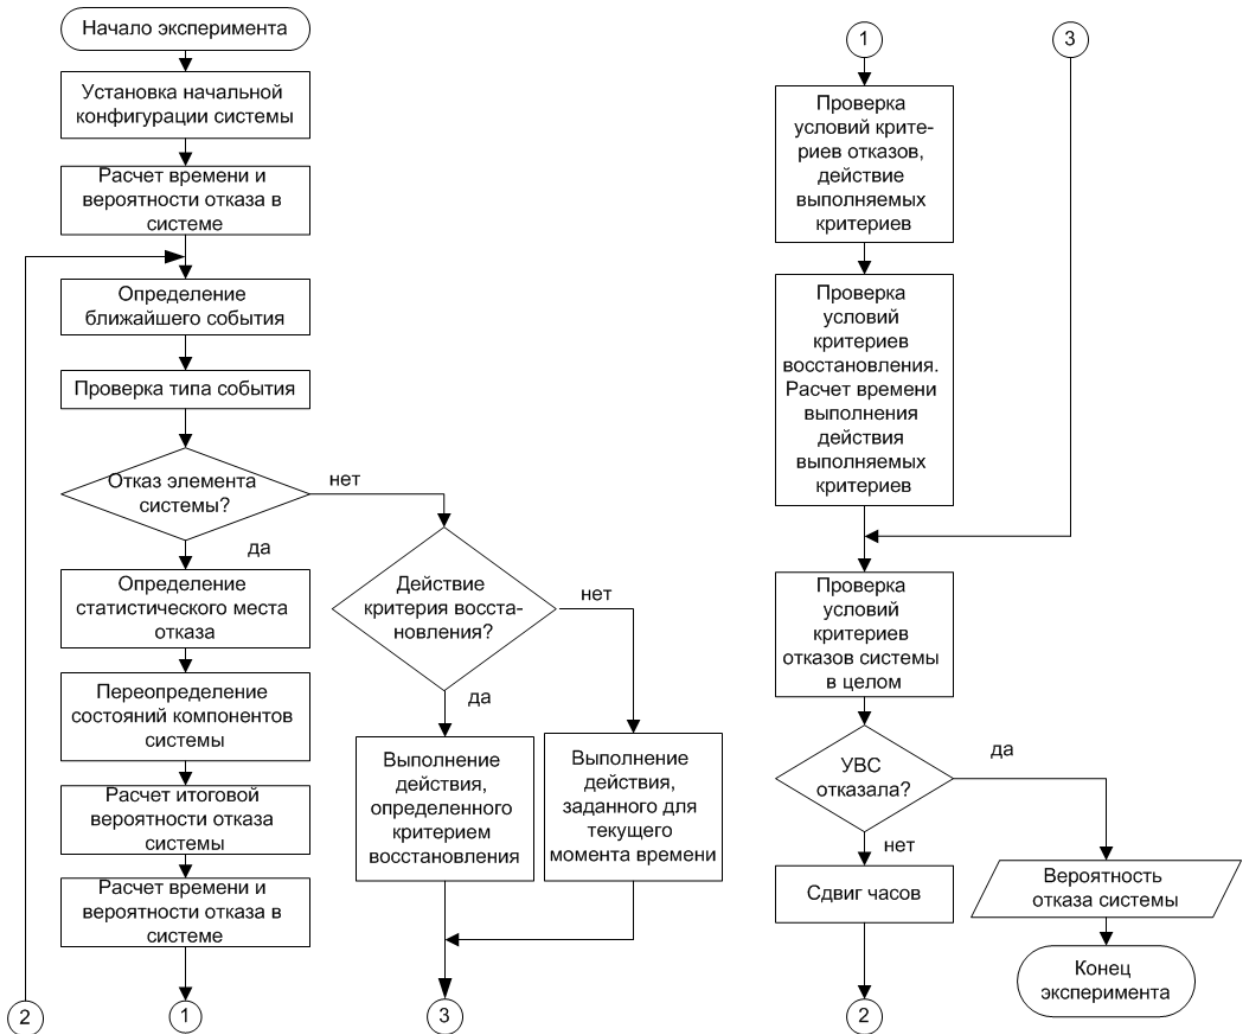 Начало эксперимента
Установка начальной
конфигурации системы
Расчет времени и
вероятности отказа в
системе
Определение
ближайшего события
Проверка типа события
Отказ элемента
системы?
нет
да
Определение
статистического места
отказа
Переопределение
состояний компонентов
системы
Расчет итоговой
вероятности отказа
системы
Расчет времени и
вероятности отказа в
системе
2
1
Действие
критерия восста-
новления?
нет
да
Выполнение
действия,
определенного
критерием
восстановления
Выполнение
действия,
заданного для
текущего
момента времени
3
1
3
Проверка
условий крите-
риев отказов,
действие
выполняемых
критериев
Проверка
условий
критериев
восстановления.
Расчет времени
выполнения
действия
выполняемых
критериев
Проверка
условий
критериев
отказов системы
в целом
УВС
отказала?
да
нет
Сдвиг часов
2
Вероятность
отказа системы
Конец
эксперимента